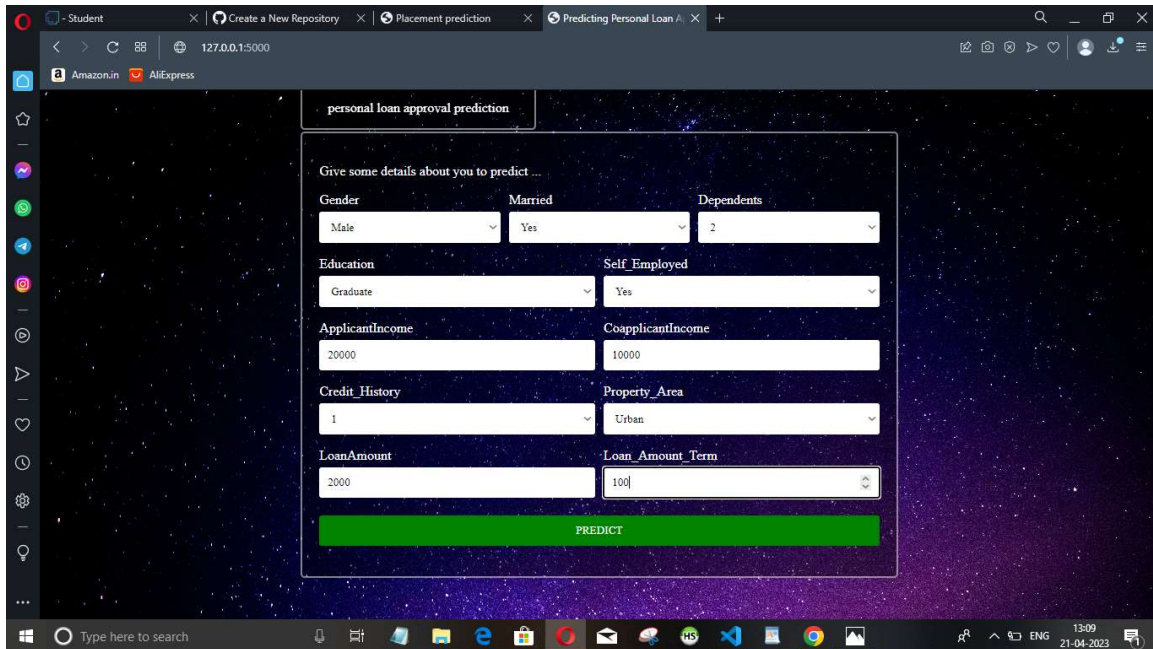 - Student
Create a New Repository
Placement prediction
Predicting Personal Loan A
127.0.0.1:5000
a Amazon.in
AliExpress
personal loan approval prediction
Give some details about you to predict ...
Gender Married Dependents
Male Yes 2
Education Self_Employed
Graduate Yes
ApplicantIncome CoapplicantIncome
20000 10000
Credit_History Property_Area
1 Urban
LoanAmount Loan_Amount_Term
2000 100
PREDICT
Type here to search
HS
ENG
13:09
21-04-2023
1